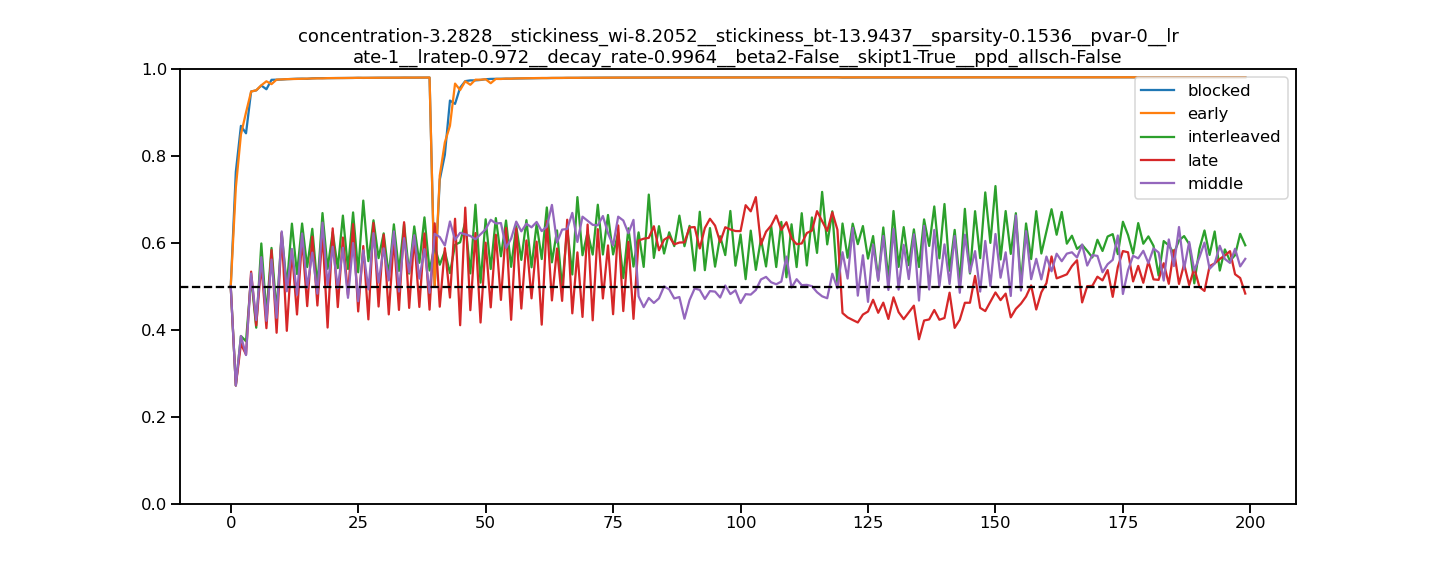 concentration-3.2828__stickiness_wi-8.2052__stickiness_bt-13.9437__sparsity-0.1536__pvar-0__lr
ate-1__lratep-0.972__decay_rate-0.9964__beta2-False__skipt1-True__ppd_allsch-False
1.0
0.8
0.6
0.4
0.2
0.0
0 25 50 75 100 125 150 175 200
blocked
early
interleaved
late
middle